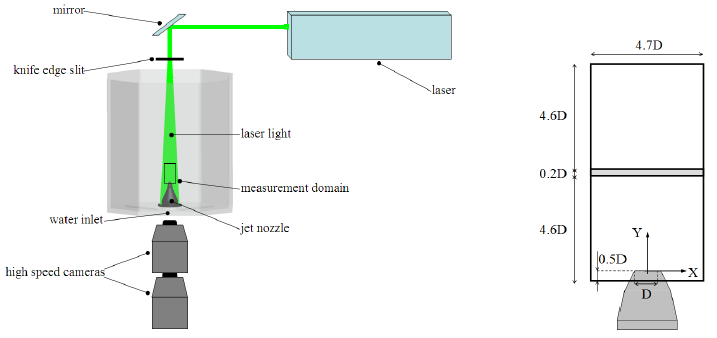 mirror
knife edge slit
laser
laser light
measurement domain
water inlet
jet nozzle
high speed cameras
4.7D
4.6D
0.2D
4.6D
Y
0.5D
X
D